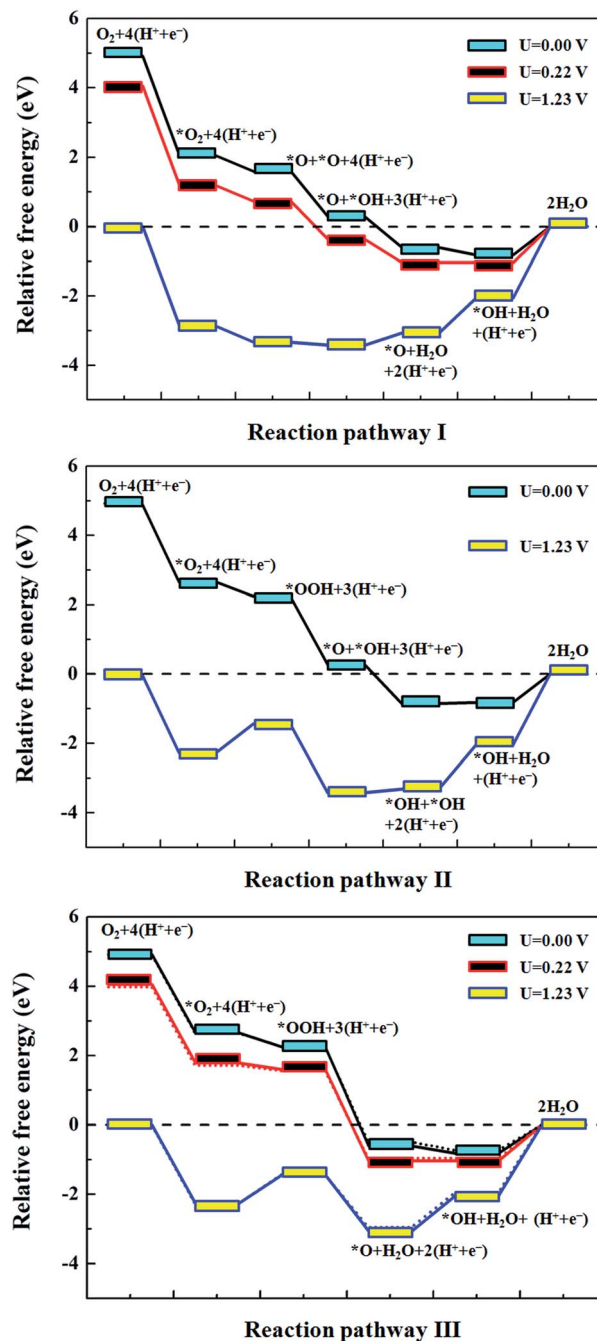 6
4
2
0
-2
-4
Relative free energy (eV)
O₂+4(H⁺+e⁻)
*O₂+4(H⁺+e⁻)
*O+*O+4(H⁺+e⁻)
*O+*OH+3(H⁺+e⁻)
*O+H₂O
+2(H⁺+e⁻)
*OH+H₂O
+(H⁺+e⁻)
2H₂O
U=0.00 V
U=0.22 V
U=1.23 V
Reaction pathway I
6
4
2
0
-2
-4
Relative free energy (eV)
O₂+4(H⁺+e⁻)
*O₂+4(H⁺+e⁻)
*OOH+3(H⁺+e⁻)
*O+*OH+3(H⁺+e⁻)
*OH+*OH
+2(H⁺+e⁻)
*OH+H₂O
+(H⁺+e⁻)
2H₂O
U=0.00 V
U=1.23 V
Reaction pathway II
6
4
2
0
-2
-4
Relative free energy (eV)
O₂+4(H⁺+e⁻)
*O₂+4(H⁺+e⁻)
*OOH+3(H⁺+e⁻)
*O+H₂O+2(H⁺+e⁻)
*OH+H₂O+ (H⁺+e⁻)
2H₂O
U=0.00 V
U=0.22 V
U=1.23 V
Reaction pathway III